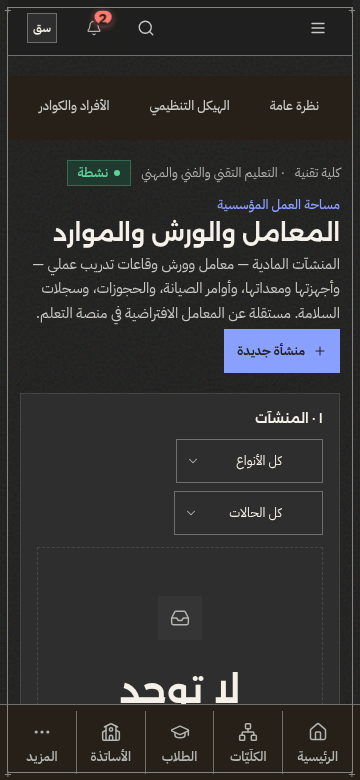 2
سق
نظرة عامة
الهيكل التنظيمي
الأفراد والكوادر
كلية تقنية · التعليم التقني والفني والمهني
نشطة
مساحة العمل المؤسسية
المعامل والورش والموارد
المنشآت المادية — معامل وورش وقاعات تدريب عملي —
وأجهزتها ومعداتها، وأوامر الصيانة، والحجوزات، وسجلات
السلامة. مستقلة عن المعامل الافتراضية في منصة التعلم.
+ منشأة جديدة
٠١ المنشآت
كل الأنواع
كل الحالات
لا توجد
الرئيسية
الكلّيّات
الطلاب
الأساتذة
المزيد